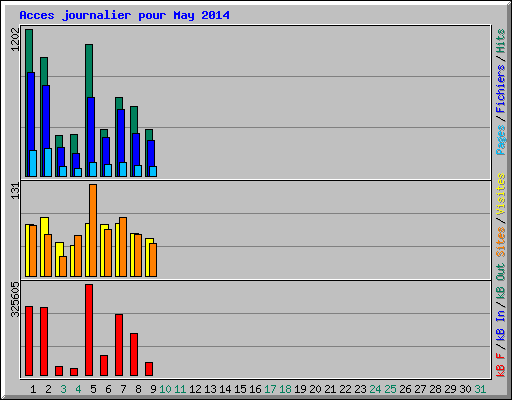 Acces journalier pour May 2014
1202
131
325605
Pages / Fichiers / Hits
Sites / Visites
kB F / kB In / kB Out
1 2 3 4 5 6 7 8 9 10 11 12 13 14 15 16 17 18 19 20 21 22 23 24 25 26 27 28 29 30 31